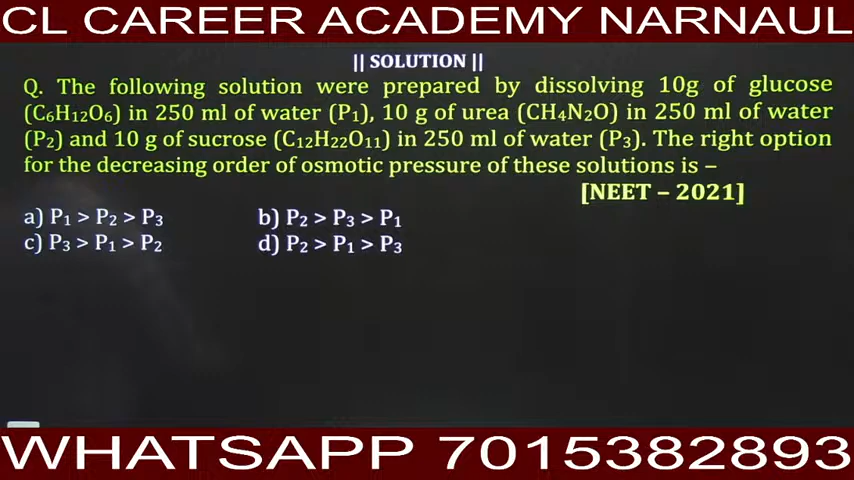 CL CAREER ACADEMY NARNAUL
|| SOLUTION ||
Q. The following solution were prepared by dissolving 10g of glucose
(C₆H₁₂O₆) in 250 ml of water (P₁), 10 g of urea (CH₄N₂O) in 250 ml of water
(P₂) and 10 g of sucrose (C₁₂H₂₂O₁₁) in 250 ml of water (P₃). The right option
for the decreasing order of osmotic pressure of these solutions is –
[NEET – 2021]
a) P₁ > P₂ > P₃ b) P₂ > P₃ > P₁
c) P₃ > P₁ > P₂ d) P₂ > P₁ > P₃
WHATSAPP 7015382893